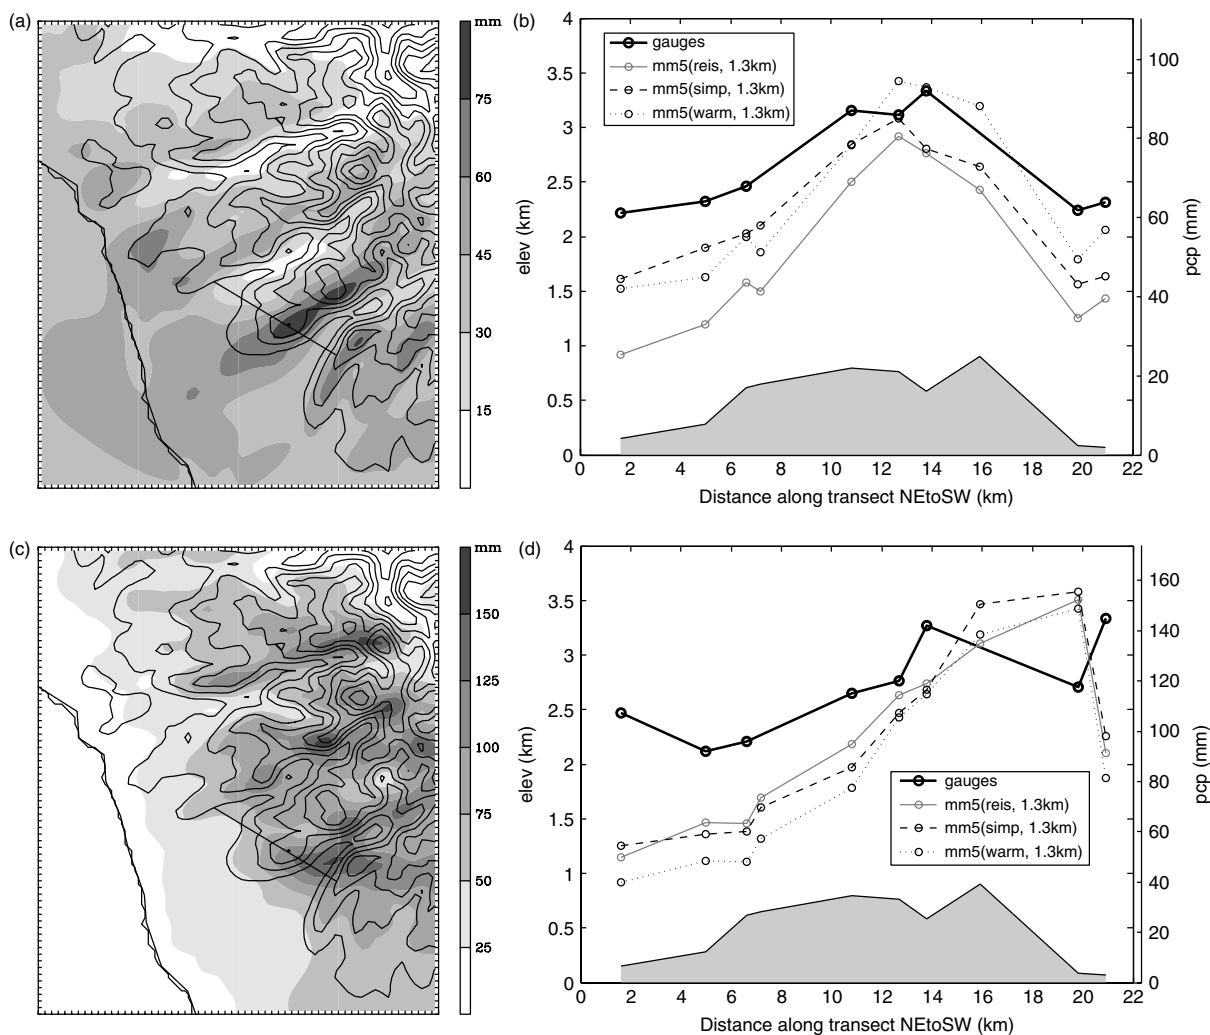 (a)
mm
75
60
45
30
15
(b)
4
3.5
3
2.5
2
1.5
1
0.5
0
elev (km)
gauges
mm5(reis, 1.3km)
mm5(simp, 1.3km)
mm5(warm, 1.3km)
100
80
60
40
20
0
pcp (mm)
0 2 4 6 8 10 12 14 16 18 20 22
Distance along transect NEtoSW (km)
(c)
mm
150
125
100
75
50
25
(d)
4
3.5
3
2.5
2
1.5
1
0.5
0
elev (km)
gauges
mm5(reis, 1.3km)
mm5(simp, 1.3km)
mm5(warm, 1.3km)
160
140
120
100
80
60
40
20
0
pcp (mm)
0 2 4 6 8 10 12 14 16 18 20 22
Distance along transect NEtoSW (km)